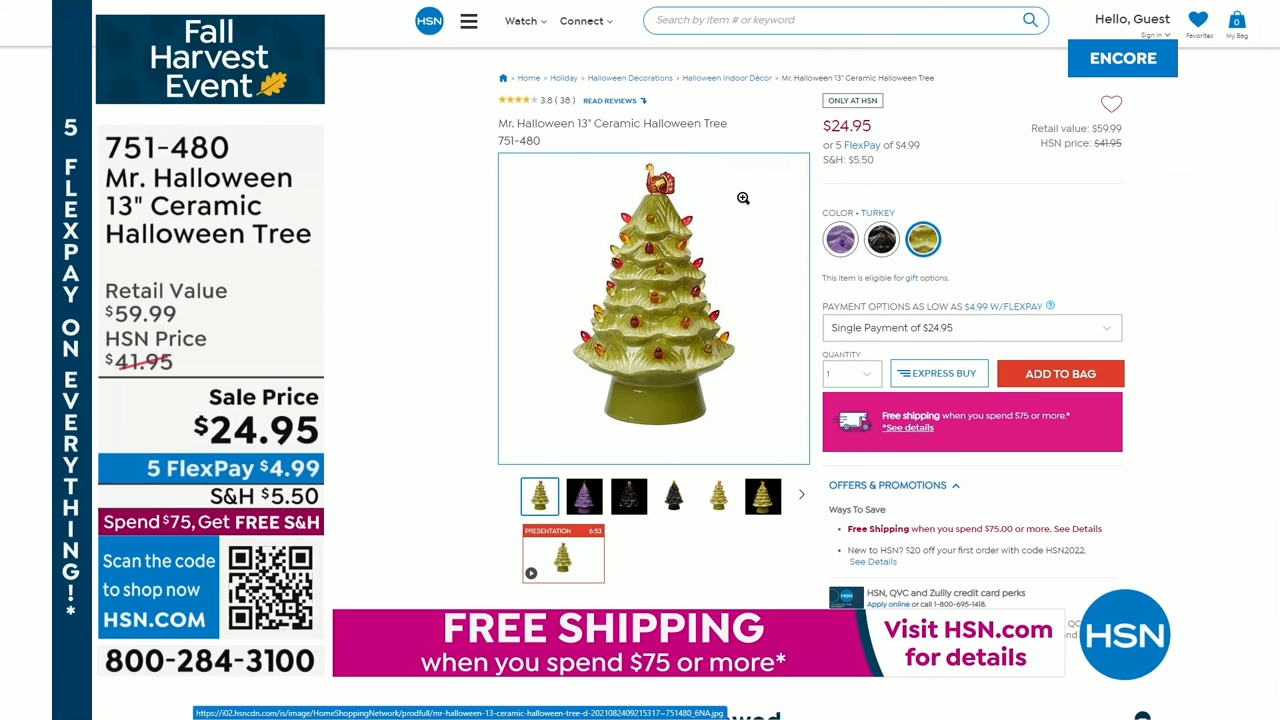 5 FLEXPAY ON EVERYTHING!*
Fall
Harvest
Event
751-480
Mr. Halloween
13" Ceramic
Halloween Tree
Retail Value
$59.99
HSN Price
$41.95
Sale Price
$24.95
5 FlexPay $4.99
S&H $5.50
Spend $75, Get FREE S&H
Scan the code
to shop now
HSN.COM
800-284-3100
HSN
Watch
Connect
Search by item # or keyword
Hello, Guest
Sign in
Favorites
0
My Bag
ENCORE
> Home > Holiday > Halloween Decorations > Halloween Indoor Décor > Mr. Halloween 13" Ceramic Halloween Tree
3.8 ( 38 ) READ REVIEWS
Mr. Halloween 13" Ceramic Halloween Tree
751-480
PRESENTATION 6:53
ONLY AT HSN
$24.95
or 5 FlexPay of $4.99
S&H: $5.50
Retail value: $59.99
HSN price: $41.95
COLOR • TURKEY
This item is eligible for gift options.
PAYMENT OPTIONS AS LOW AS $4.99 W/FLEXPAY ?
Single Payment of $24.95
QUANTITY
1
EXPRESS BUY
ADD TO BAG
Free shipping when you spend $75 or more.*
*See details
OFFERS & PROMOTIONS
Ways To Save
• Free Shipping when you spend $75.00 or more. See Details
• New to HSN? $20 off your first order with code HSN2022.
See Details
HSN
HSN, QVC and Zulily credit card perks
Apply online or call 1-800-695-1418.
FREE SHIPPING
when you spend $75 or more*
Visit HSN.com
for details
HSN
https://i02.hsncdn.com/is/image/HomeShoppingNetwork/prodfull/mr-halloween-13-ceramic-halloween-tree-d-2021082409215317~751480_6NA.jpg